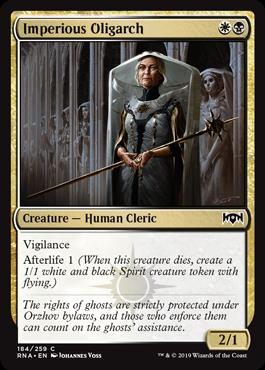 Imperious Oligarch
Creature — Human Cleric
Vigilance
Afterlife 1 (When this creature dies, create a
1/1 white and black Spirit creature token with
flying.)
The rights of ghosts are strictly protected under
Orzhov bylaws, and those who enforce them
can count on the ghosts' assistance.
2/1
184/259 C
RNA • EN Johannes Voss
™ & © 2019 Wizards of the Coast